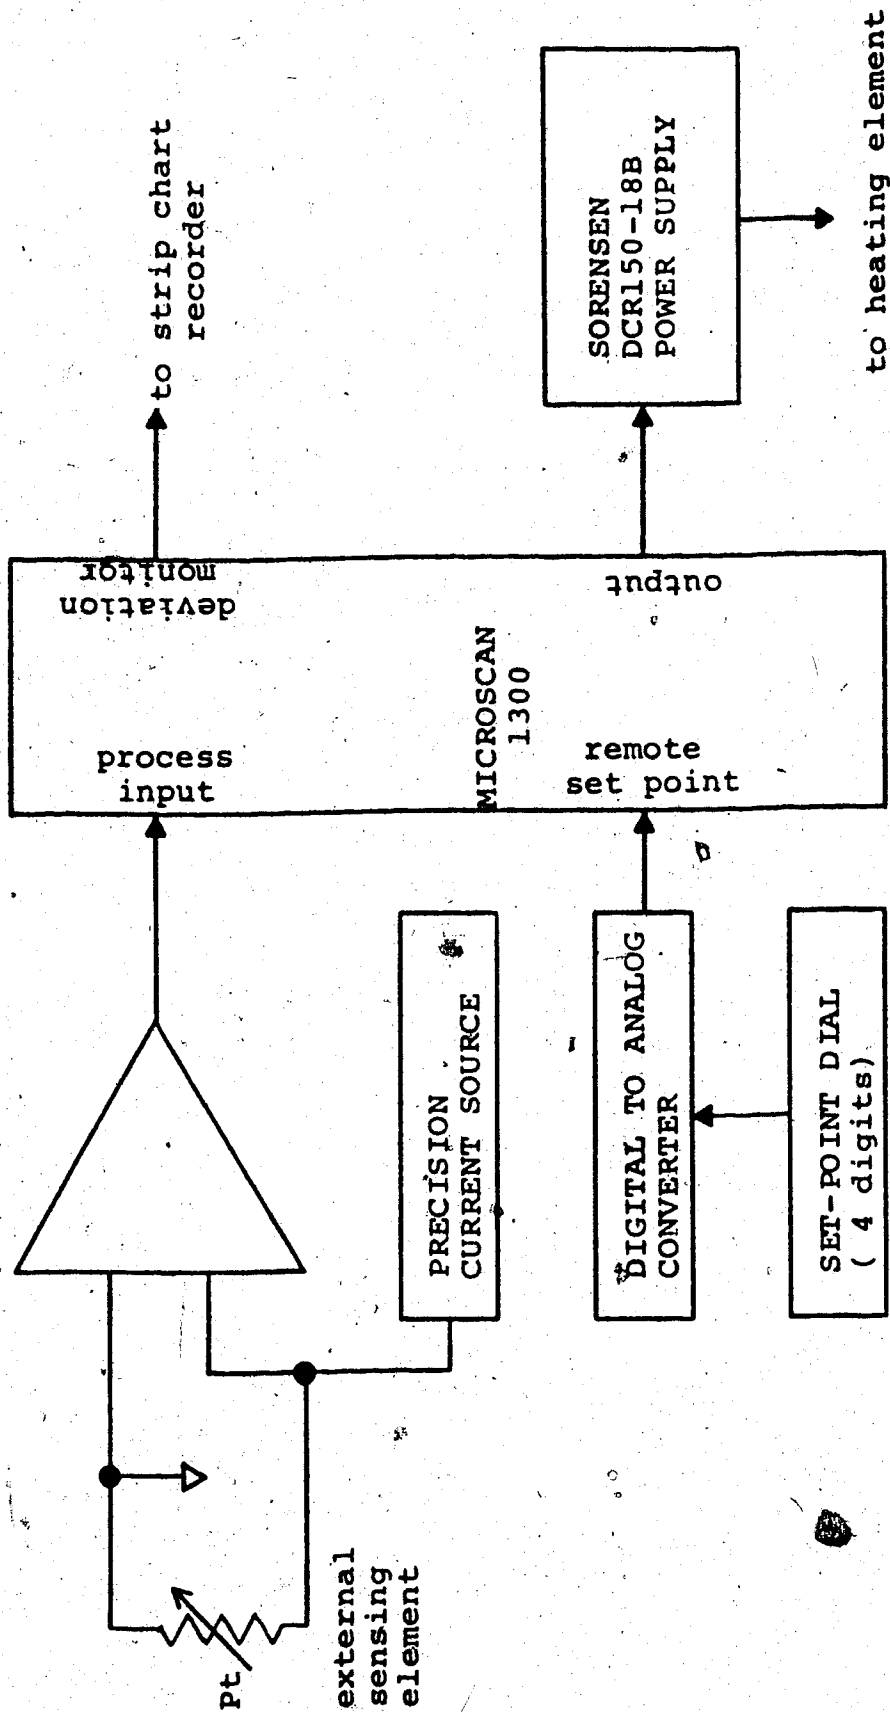 Pt
external
sensing
element
PRECISION
CURRENT SOURCE
DIGITAL TO ANALOG
CONVERTER
SET-POINT DIAL
( 4 digits)
process
input
MICROSCAN
1300
remote
set point
deviation
monitor
output
to strip chart
recorder
SORENSEN
DCR150-18B
POWER SUPPLY
to heating element